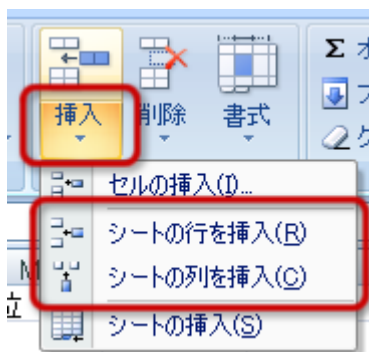 挿入 削除 書式
Σ
セルの挿入(I)...
シートの行を挿入(R)
シートの列を挿入(C)
シートの挿入(S)
M
位